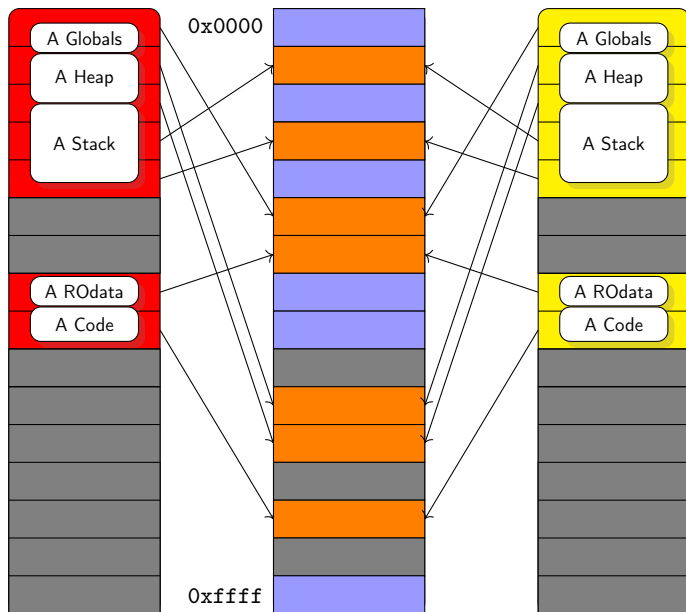 A Globals
A Heap
A Stack
A ROdata
A Code
0x0000
0xffff
A Globals
A Heap
A Stack
A ROdata
A Code